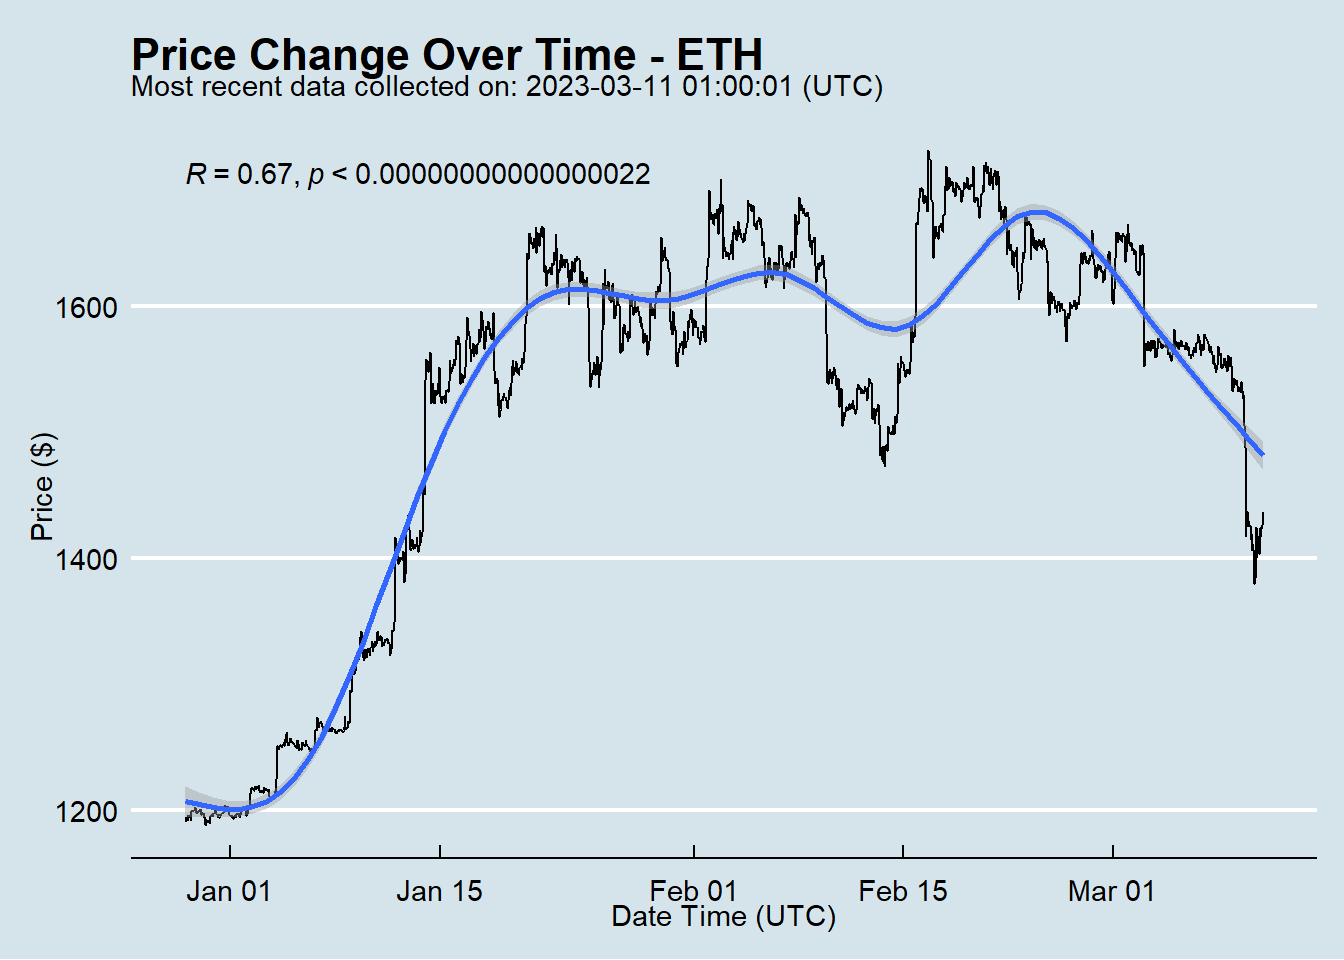 Price Change Over Time - ETH
Most recent data collected on: 2023-03-11 01:00:01 (UTC)
R = 0.67, p < 0.00000000000000022
1600
1400
1200
Price ($)
Jan 01 Jan 15 Feb 01 Feb 15 Mar 01
Date Time (UTC)